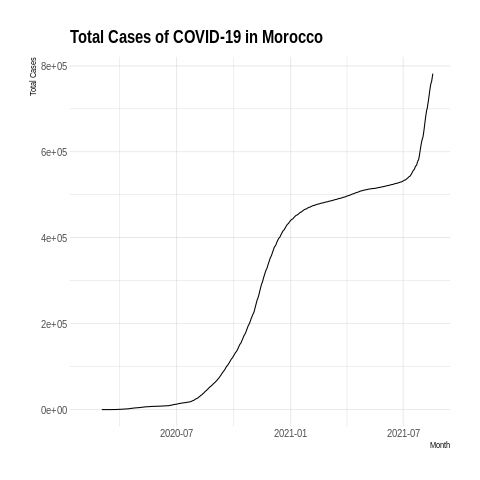 Total Cases of COVID-19 in Morocco
Total Cases
8e+05
6e+05
4e+05
2e+05
0e+00
2020-07 2021-01 2021-07
Month